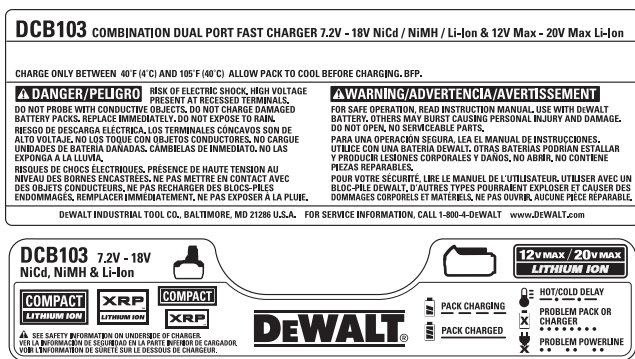 DCB103 COMBINATION DUAL PORT FAST CHARGER 7.2V - 18V NiCd / NiMH / Li-Ion & 12V Max - 20V Max Li-Ion
CHARGE ONLY BETWEEN 40˚F (4˚C) AND 105˚F (40˚C) ALLOW PACK TO COOL BEFORE CHARGING. BFP.
DANGER/PELIGRO
RISK OF ELECTRIC SHOCK. HIGH VOLTAGE
PRESENT AT RECESSED TERMINALS.
DO NOT PROBE WITH CONDUCTIVE OBJECTS. DO NOT CHARGE DAMAGED
BATTERY PACKS. REPLACE IMMEDIATELY. DO NOT EXPOSE TO RAIN.
RIESGO DE DESCARGA ELÉCTRICA. LOS TERMINALES CÓNCAVOS SON DE
ALTO VOLTAJE. NO LOS TOQUE CON OBJETOS CONDUCTORES. NO CARGUE
UNIDADES DE BATERÍA DAÑADAS. CAMBIELAS DE INMEDIATO. NO LAS
EXPONGA A LA LLUVIA.
RISQUES DE CHOCS ÉLECTRIQUES. PRÉSENCE DE HAUTE TENSION AU
NIVEAU DES BORNES ENCASTRÉES. NE PAS METTRE EN CONTACT AVEC
DES OBJETS CONDUCTEURS. NE PAS RECHARGER DES BLOCS-PILES
ENDOMMAGÉS. REMPLACER IMMÉDIATEMENT. NE PAS EXPOSER À LA PLUIE.
WARNING/ADVERTENCIA/AVERTISSEMENT
FOR SAFE OPERATION, READ INSTRUCTION MANUAL. USE WITH DEWALT
BATTERY. OTHERS MAY BURST CAUSING PERSONAL INJURY AND DAMAGE.
DO NOT OPEN, NO SERVICEABLE PARTS.
PARA UNA OPERACIÓN SEGURA, LEA EL MANUAL DE INSTRUCCIONES.
UTILICE CON UNA BATERIA DEWALT. OTRAS BATERÍAS PODRÍAN ESTALLAR
Y PRODUCIR LESIONES CORPORALES Y DAÑOS, NO ABRIR, NO CONTIENE
PIEZAS REPARABLES.
POUR VOTRE SÉCURITÉ, LIRE LE MANUEL DE L'UTILISATEUR. UTILISER AVEC UN
BLOC-PILE DEWALT, D'AUTRES TYPES POURRAIENT EXPLOSER ET CAUSER DES
DOMMAGES CORPORELS ET MATÉRIELS. NE PAS OUVRIR. AUCUNE PIÈCE RÉPARABLE.
DEWALT INDUSTRIAL TOOL CO., BALTIMORE, MD 21286 U.S.A. FOR SERVICE INFORMATION, CALL 1-800-4-DEWALT www.DEWALT.com
DCB103 7.2V - 18V
NiCd, NiMH & Li-Ion
COMPACT
LITHIUM ION
XRP
LITHIUM ION
COMPACT
XRP
SEE SAFETY INFORMATION ON UNDERSIDE OF CHARGER.
VER LA INFORMACIÓN DE SEGURIDAD EN LA PARTE INFERIOR DE CARGADOR.
VOIR L'INFORMATION DE SÛRETÉ SUR LE DESSOUS DE CHARGEUR.
DEWALT®
PACK CHARGING
PACK CHARGED
12V MAX / 20V MAX
LITHIUM ION
HOT/COLD DELAY
PROBLEM PACK OR
CHARGER
PROBLEM POWERLINE